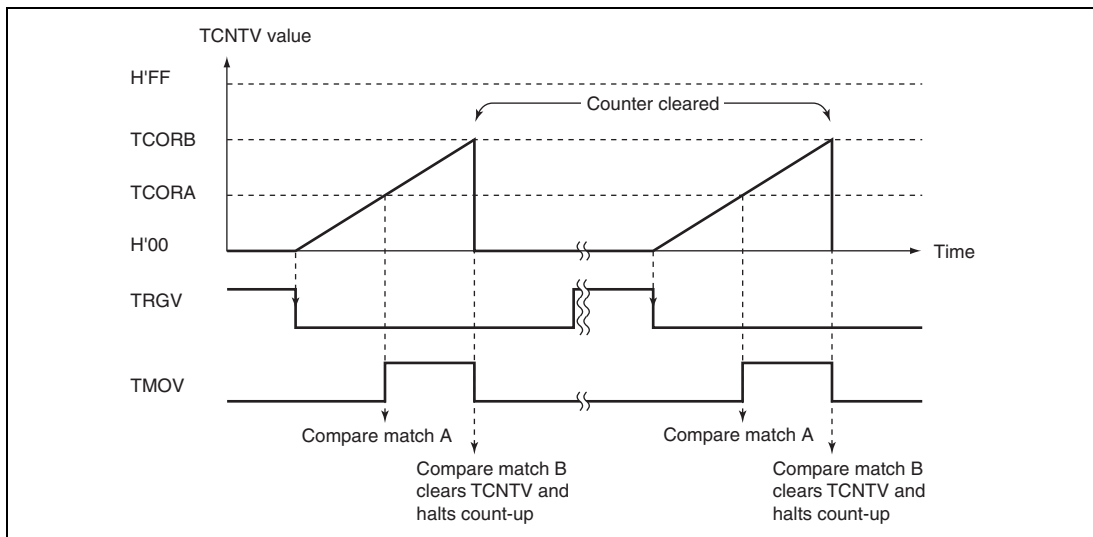 TCNTV value
H'FF
Counter cleared
TCORB
TCORA
H'00
Time
TRGV
TMOV
Compare match A
Compare match A
Compare match B
clears TCNTV and
halts count-up
Compare match B
clears TCNTV and
halts count-up